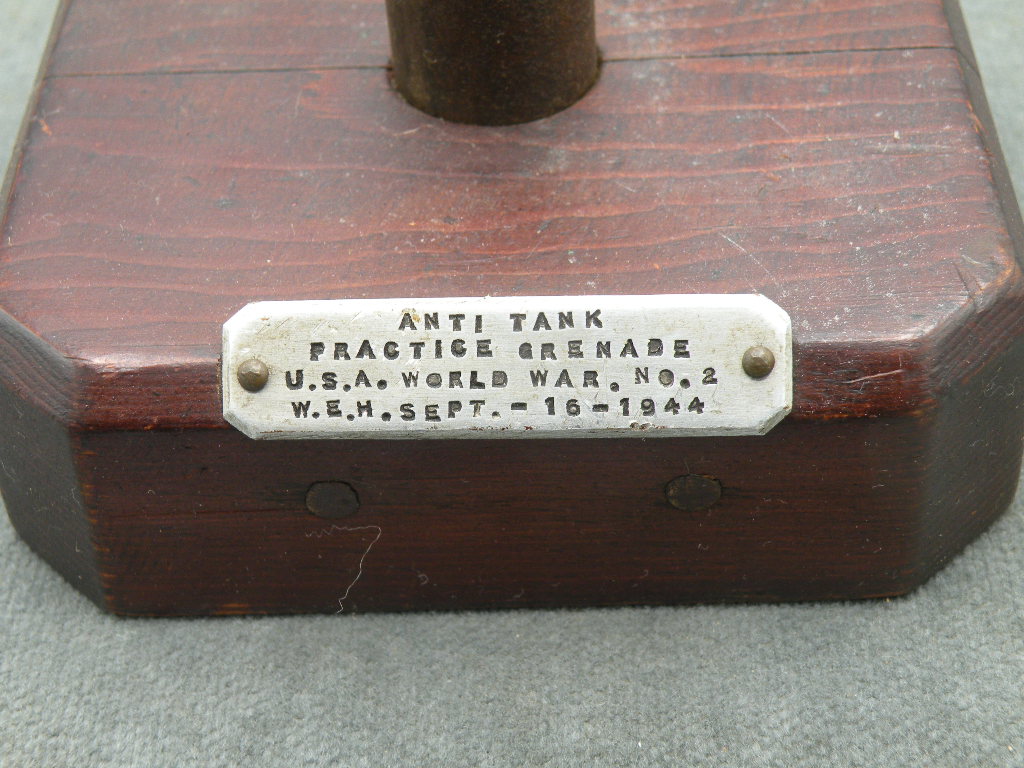 ANTI TANK
PRACTICE GRENADE
U.S.A. WORLD WAR. NO. 2
W.E.H. SEPT. - 16 - 1944